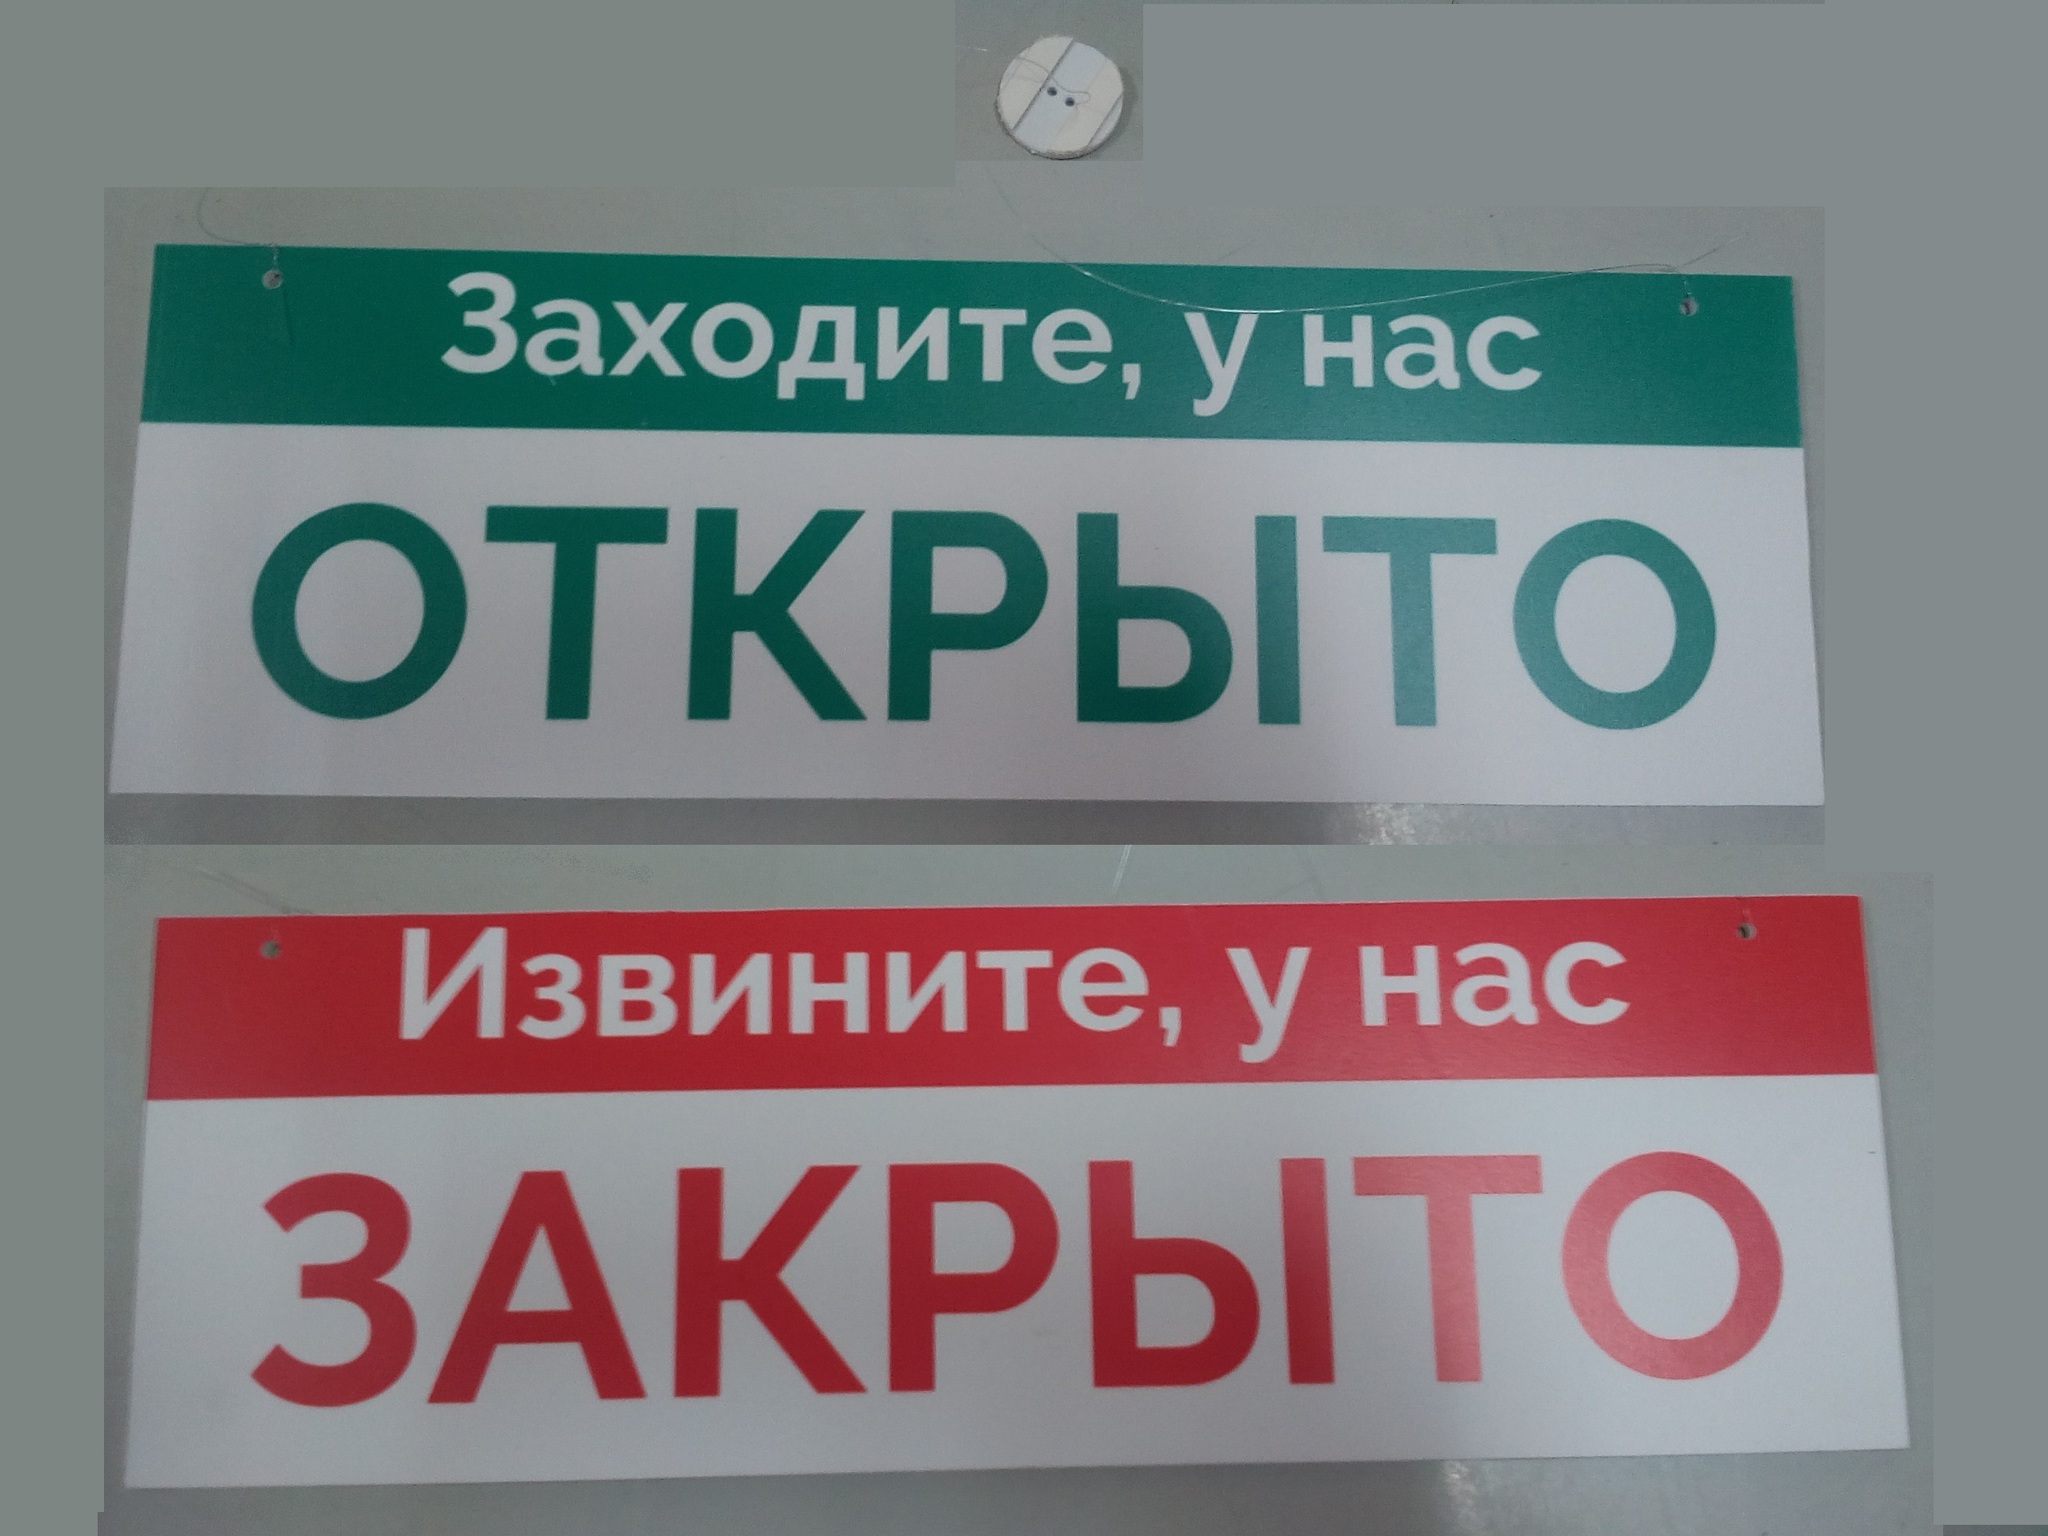 Заходите, у нас
ОТКРЫТО
Извините, у нас
ЗАКРЫТО